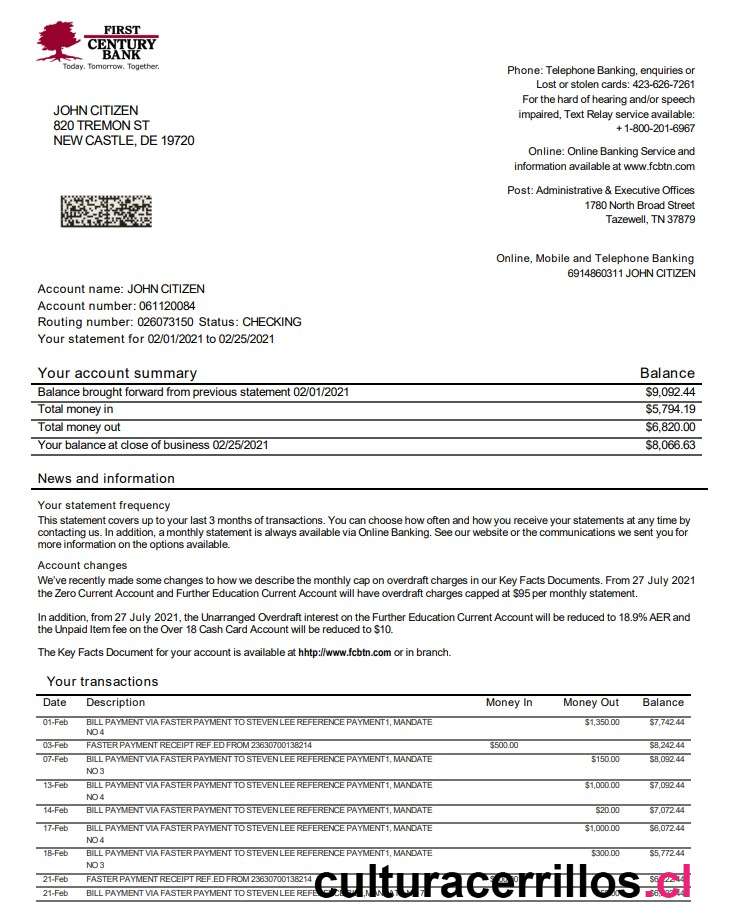 FIRST
CENTURY
BANK
Today. Tomorrow. Together.
Phone: Telephone Banking, enquiries or
Lost or stolen cards: 423-626-7261
For the hard of hearing and/or speech
impaired, Text Relay service available:
+ 1-800-201-6967
Online: Online Banking Service and
information available at www.fcbtn.com
Post: Administrative & Executive Offices
1780 North Broad Street
Tazewell, TN 37879
JOHN CITIZEN
820 TREMON ST
NEW CASTLE, DE 19720
Online, Mobile and Telephone Banking
6914860311 JOHN CITIZEN
Account name: JOHN CITIZEN
Account number: 061120084
Routing number: 026073150 Status: CHECKING
Your statement for 02/01/2021 to 02/25/2021
Your account summary Balance
Balance brought forward from previous statement 02/01/2021 $9,092.44
Total money in $5,794.19
Total money out $6,820.00
Your balance at close of business 02/25/2021 $8,066.63
News and information
Your statement frequency
This statement covers up to your last 3 months of transactions. You can choose how often and how you receive your statements at any time by
contacting us. In addition, a monthly statement is always available via Online Banking. See our website or the communications we sent you for
more information on the options available.
Account changes
We've recently made some changes to how we describe the monthly cap on overdraft charges in our Key Facts Documents. From 27 July 2021
the Zero Current Account and Further Education Current Account will have overdraft charges capped at $95 per monthly statement.
In addition, from 27 July 2021, the Unarranged Overdraft interest on the Further Education Current Account will be reduced to 18.9% AER and
the Unpaid Item fee on the Over 18 Cash Card Account will be reduced to $10.
The Key Facts Document for your account is available at hhtp://www.fcbtn.com or in branch.
Your transactions
Date Description Money In Money Out Balance
01-Feb BILL PAYMENT VIA FASTER PAYMENT TO STEVEN LEE REFERENCE PAYMENT1, MANDATE $1,350.00 $7,742.44
NO 4
03-Feb FASTER PAYMENT RECEIPT REF.ED FROM 23630700138214 $500.00 $8,242.44
07-Feb BILL PAYMENT VIA FASTER PAYMENT TO STEVEN LEE REFERENCE PAYMENT1, MANDATE $150.00 $8,092.44
NO 3
13-Feb BILL PAYMENT VIA FASTER PAYMENT TO STEVEN LEE REFERENCE PAYMENT1, MANDATE $1,000.00 $7,092.44
NO 4
14-Feb BILL PAYMENT VIA FASTER PAYMENT TO STEVEN LEE REFERENCE PAYMENT1, MANDATE $20.00 $7,072.44
17-Feb BILL PAYMENT VIA FASTER PAYMENT TO STEVEN LEE REFERENCE PAYMENT1, MANDATE $1,000.00 $6,072.44
NO 4
18-Feb BILL PAYMENT VIA FASTER PAYMENT TO STEVEN LEE REFERENCE PAYMENT1, MANDATE $300.00 $5,772.44
NO 3
21-Feb FASTER PAYMENT RECEIPT REF.ED FROM 23630700138214
21-Feb BILL PAYMENT VIA FASTER PAYMENT TO STEVEN LEE
culturacerrillos.cl